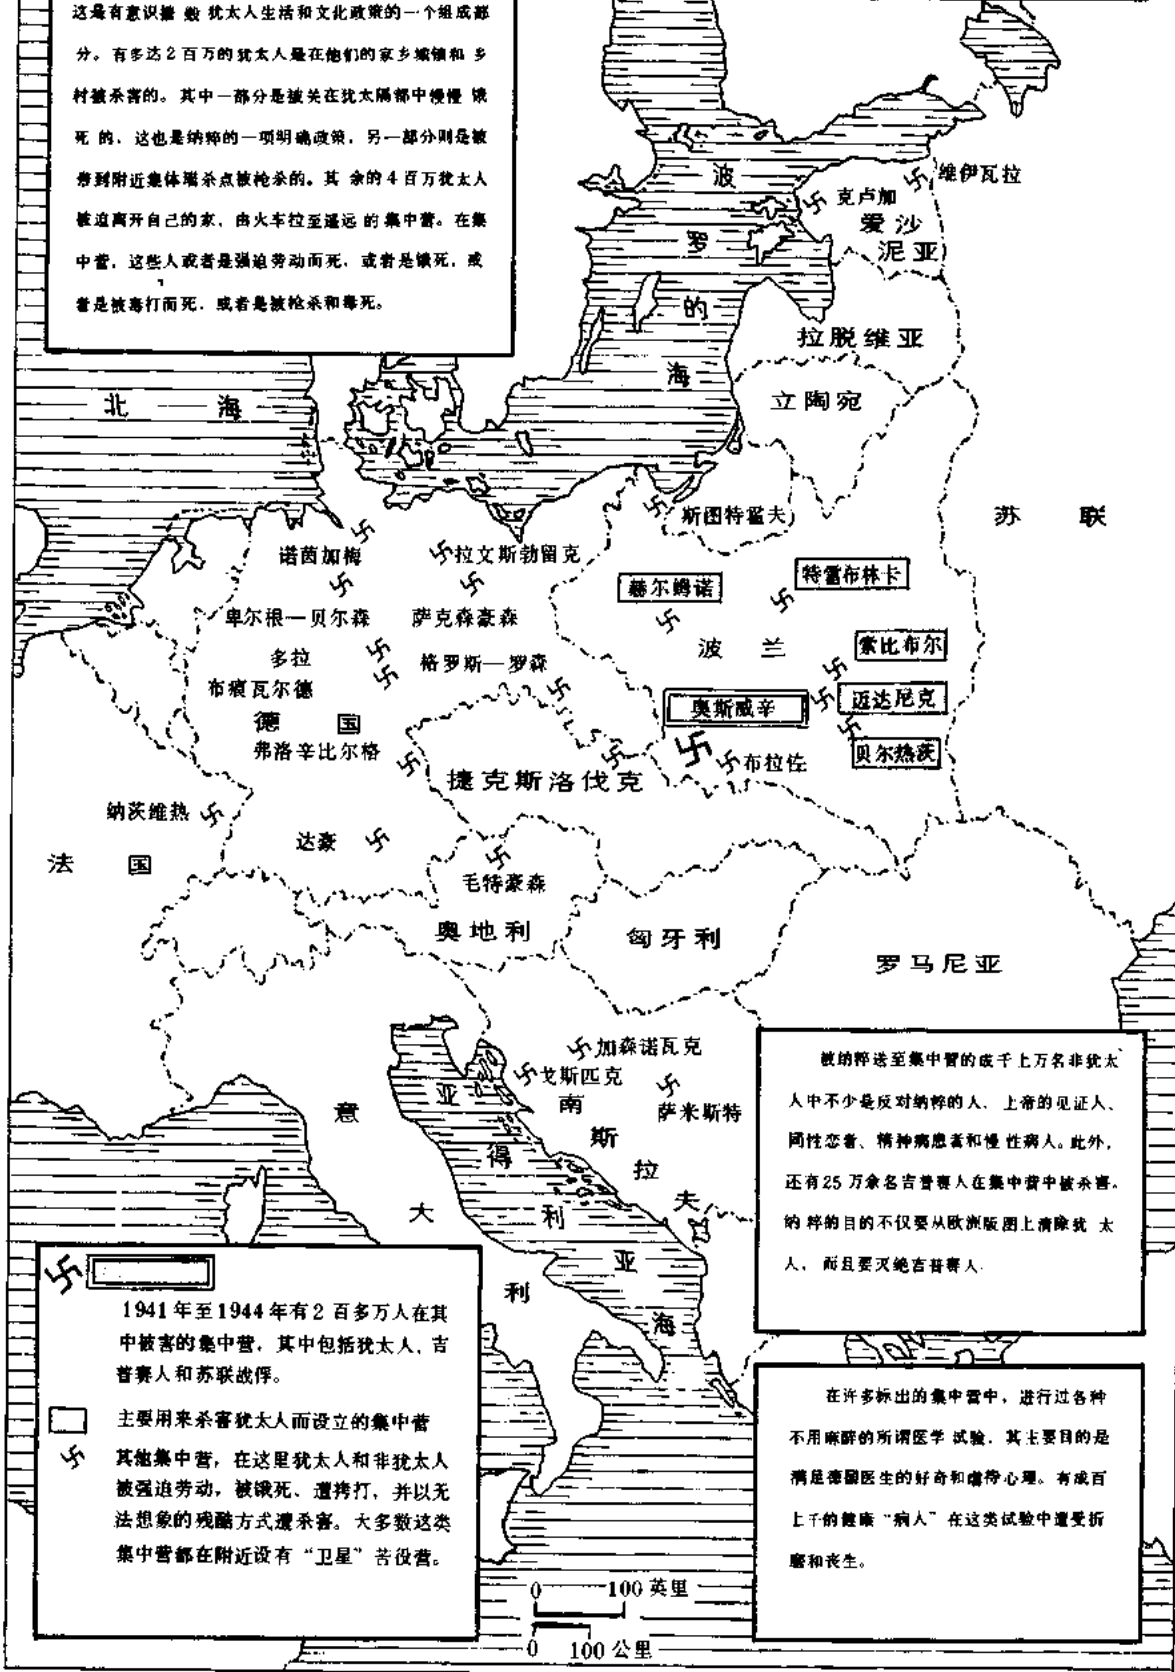 这是有意识摧 毁 犹太人生活和文化政策的一个组成部
分。有多达2百万的犹太人是在他们的家乡城镇和 乡
村被杀害的。其中一部分是被关在犹太隔都中慢慢 饿
死 的，这也是纳粹的一项明确政策，另一部分则是被
带到附近集体屠杀点被枪杀的。其 余的4百万犹太人
被迫离开自己的家，由火车拉至遥远 的集中营。在集
中营，这些人或者是强迫劳动而死，或者是饿死，或
者是被毒打而死，或者是被枪杀和毒死。
波
罗
的
海
维伊瓦拉
克卢加
爱沙
泥亚
拉脱维亚
北 海
立陶宛
苏 联
斯图特霍夫
诺茵加梅
拉文斯勃留克
赫尔姆诺
特雷布林卡
卑尔根—贝尔森
萨克森豪森
波 兰
索比布尔
多拉
格罗斯—罗森
布痕瓦尔德
迈达尼克
奥斯威辛
德 国
弗洛辛比尔格
贝尔热茨
布拉佐
捷克斯洛伐克
纳茨维热
达豪
法 国
毛特豪森
奥地利
匈牙利
罗马尼亚
加森诺瓦克
戈斯匹克
萨米斯特
南
斯
拉
夫
意
大
利
亚
得
利
亚
海
被纳粹送至集中营的成千上万名非犹太
人中不少是反对纳粹的人、上帝的见证人、
同性恋者、精神病患者和慢性病人。此外，
还有25万余名吉普赛人在集中营中被杀害。
纳 粹的目的不仅要从欧洲版图上清除犹 太
人， 而且要灭绝吉普赛人.
1941年至1944年有2百多万人在其
中被害的集中营，其中包括犹太人、吉
普赛人和苏联战俘。
主要用来杀害犹太人而设立的集中营
其他集中营，在这里犹太人和非犹太人
被强迫劳动，被饿死、遭拷打，并以无
法想象的残酷方式遭杀害。大多数这类
集中营都在附近设有“卫星”苦役营。
在许多标出的集中营中，进行过各种
不用麻醉的所谓医学 试验，其主要目的是
满足德国医生的好奇和虐待心理。有成百
上千的健康“病人”在这类试验中遭受折
磨和丧生。
0 100英里
0 100公里